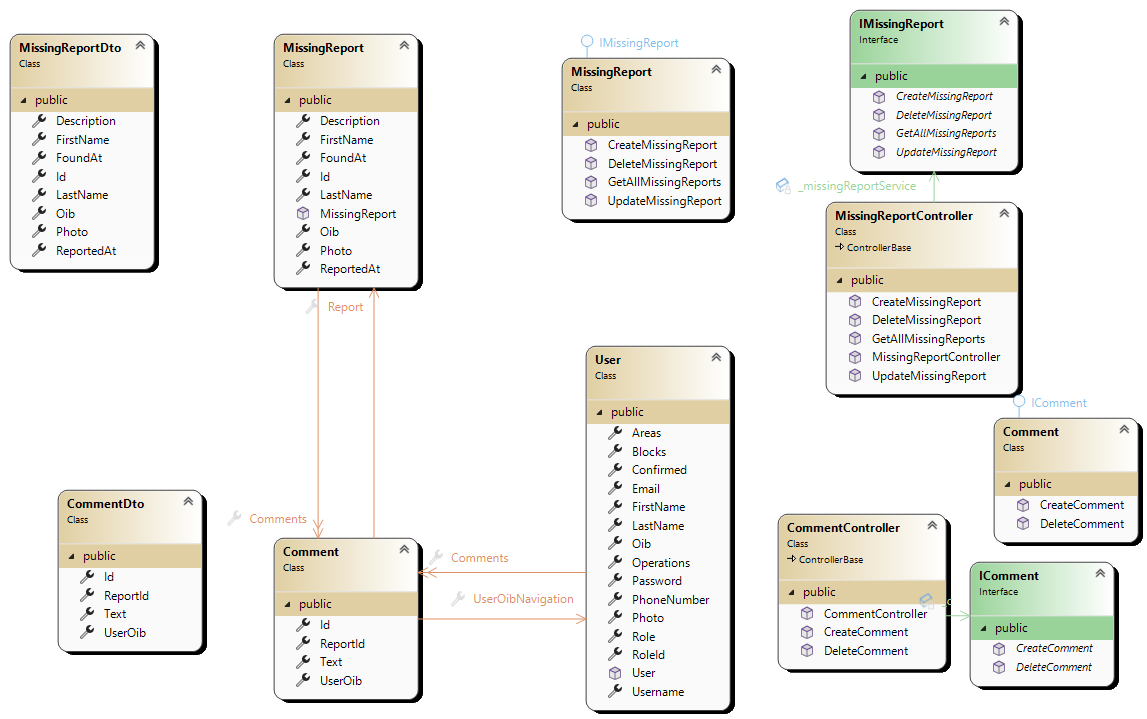 MissingReportDto
Class
public
Description
FirstName
FoundAt
Id
LastName
Oib
Photo
ReportedAt
MissingReport
Class
public
Description
FirstName
FoundAt
Id
LastName
MissingReport
Oib
Photo
ReportedAt
IMissingReport
MissingReport
Class
public
CreateMissingReport
DeleteMissingReport
GetAllMissingReports
UpdateMissingReport
IMissingReport
Interface
public
CreateMissingReport
DeleteMissingReport
GetAllMissingReports
UpdateMissingReport
_missingReportService
MissingReportController
Class
ControllerBase
public
CreateMissingReport
DeleteMissingReport
GetAllMissingReports
MissingReportController
UpdateMissingReport
Report
Comments
User
Class
public
Areas
Blocks
Confirmed
Email
FirstName
LastName
Oib
Operations
Password
PhoneNumber
Photo
Role
RoleId
User
Username
IComment
Comment
Class
public
CreateComment
DeleteComment
CommentDto
Class
public
Id
ReportId
Text
UserOib
Comment
Class
public
Id
ReportId
Text
UserOib
Comments
UserOibNavigation
CommentController
Class
ControllerBase
public
CommentController
CreateComment
DeleteComment
IComment
Interface
public
CreateComment
DeleteComment